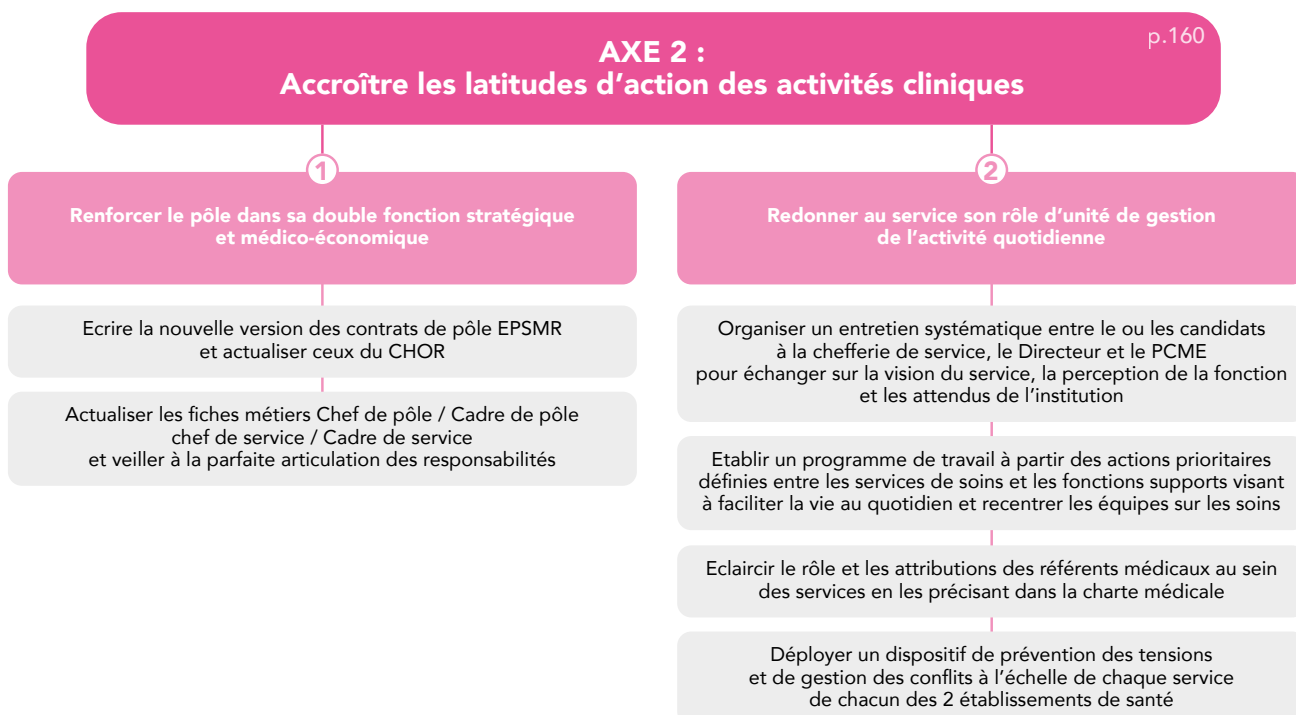 p.160
AXE 2 :
Accroître les latitudes d’action des activités cliniques
1
Renforcer le pôle dans sa double fonction stratégique
et médico-économique
Ecrire la nouvelle version des contrats de pôle EPSMR
et actualiser ceux du CHOR
Actualiser les fiches métiers Chef de pôle / Cadre de pôle
chef de service / Cadre de service
et veiller à la parfaite articulation des responsabilités
2
Redonner au service son rôle d’unité de gestion
de l’activité quotidienne
Organiser un entretien systématique entre le ou les candidats
à la chefferie de service, le Directeur et le PCME
pour échanger sur la vision du service, la perception de la fonction
et les attendus de l’institution
Etablir un programme de travail à partir des actions prioritaires
définies entre les services de soins et les fonctions supports visant
à faciliter la vie au quotidien et recentrer les équipes sur les soins
Eclaircir le rôle et les attributions des référents médicaux au sein
des services en les précisant dans la charte médicale
Déployer un dispositif de prévention des tensions
et de gestion des conflits à l’échelle de chaque service
de chacun des 2 établissements de santé